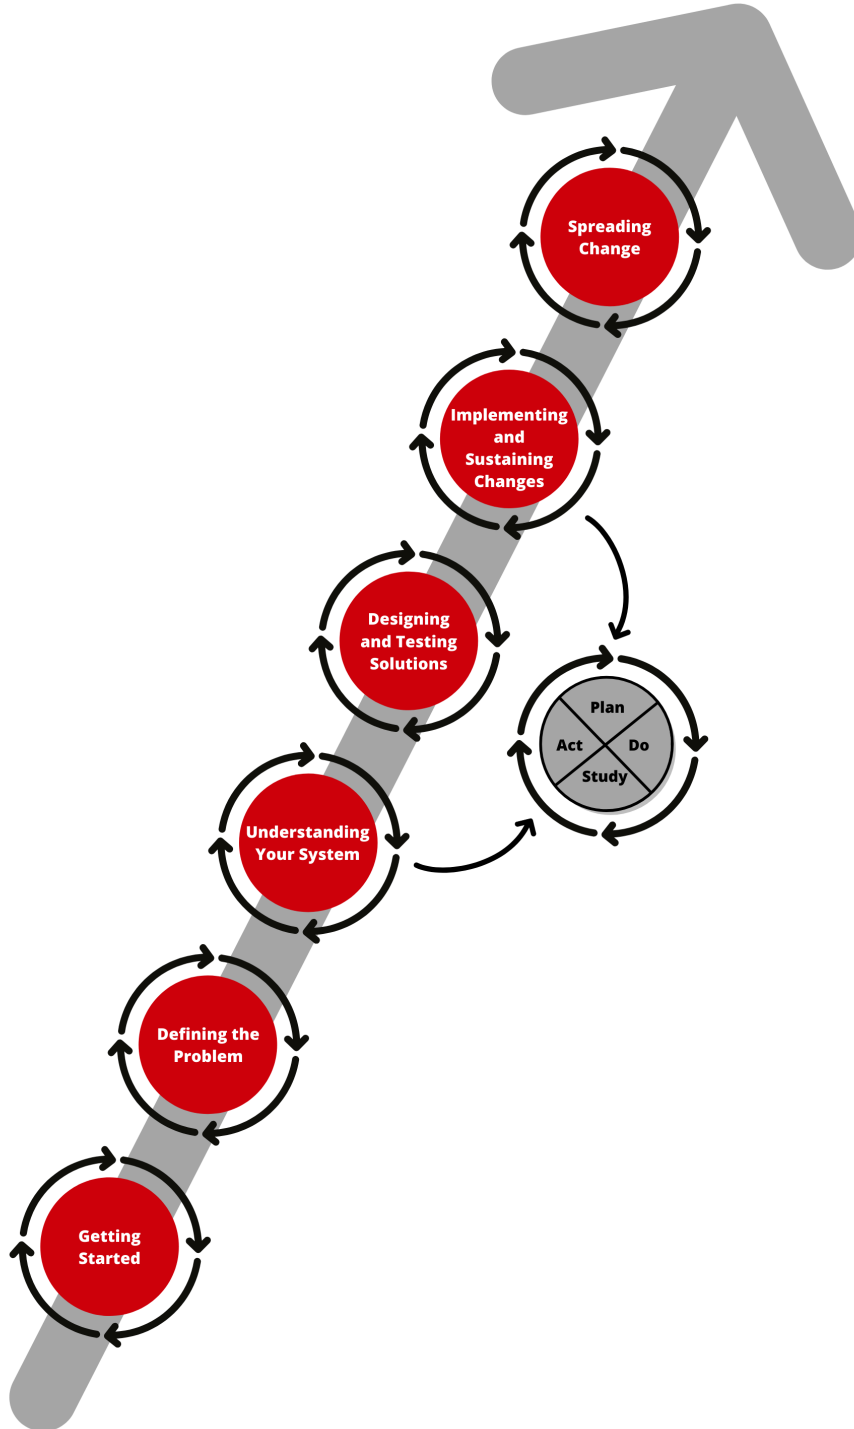 Spreading
Change
Implementing
and
Sustaining
Changes
Designing
and Testing
Solutions
Plan
Act
Do
Study
Understanding
Your System
Defining the
Problem
Getting
Started